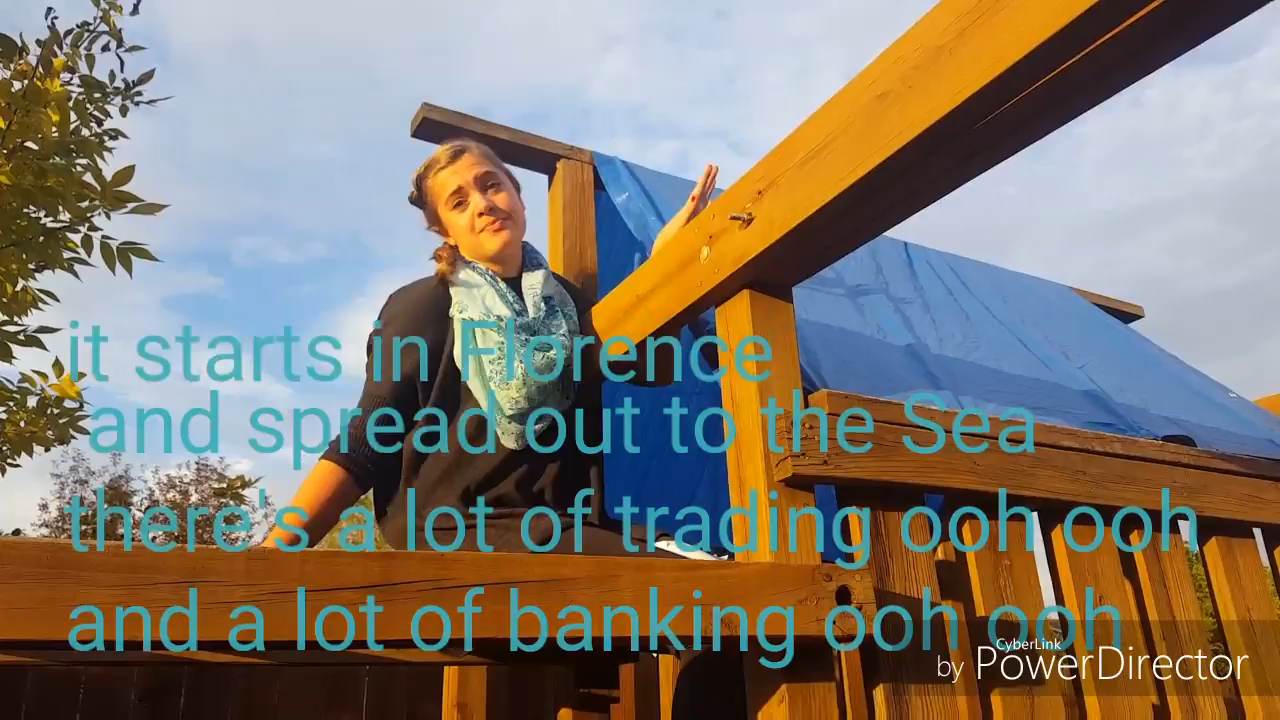 it starts in Florence
and spread out to the Sea
there's a lot of trading ooh ooh
and a lot of banking ooh ooh
CyberLink
by PowerDirector